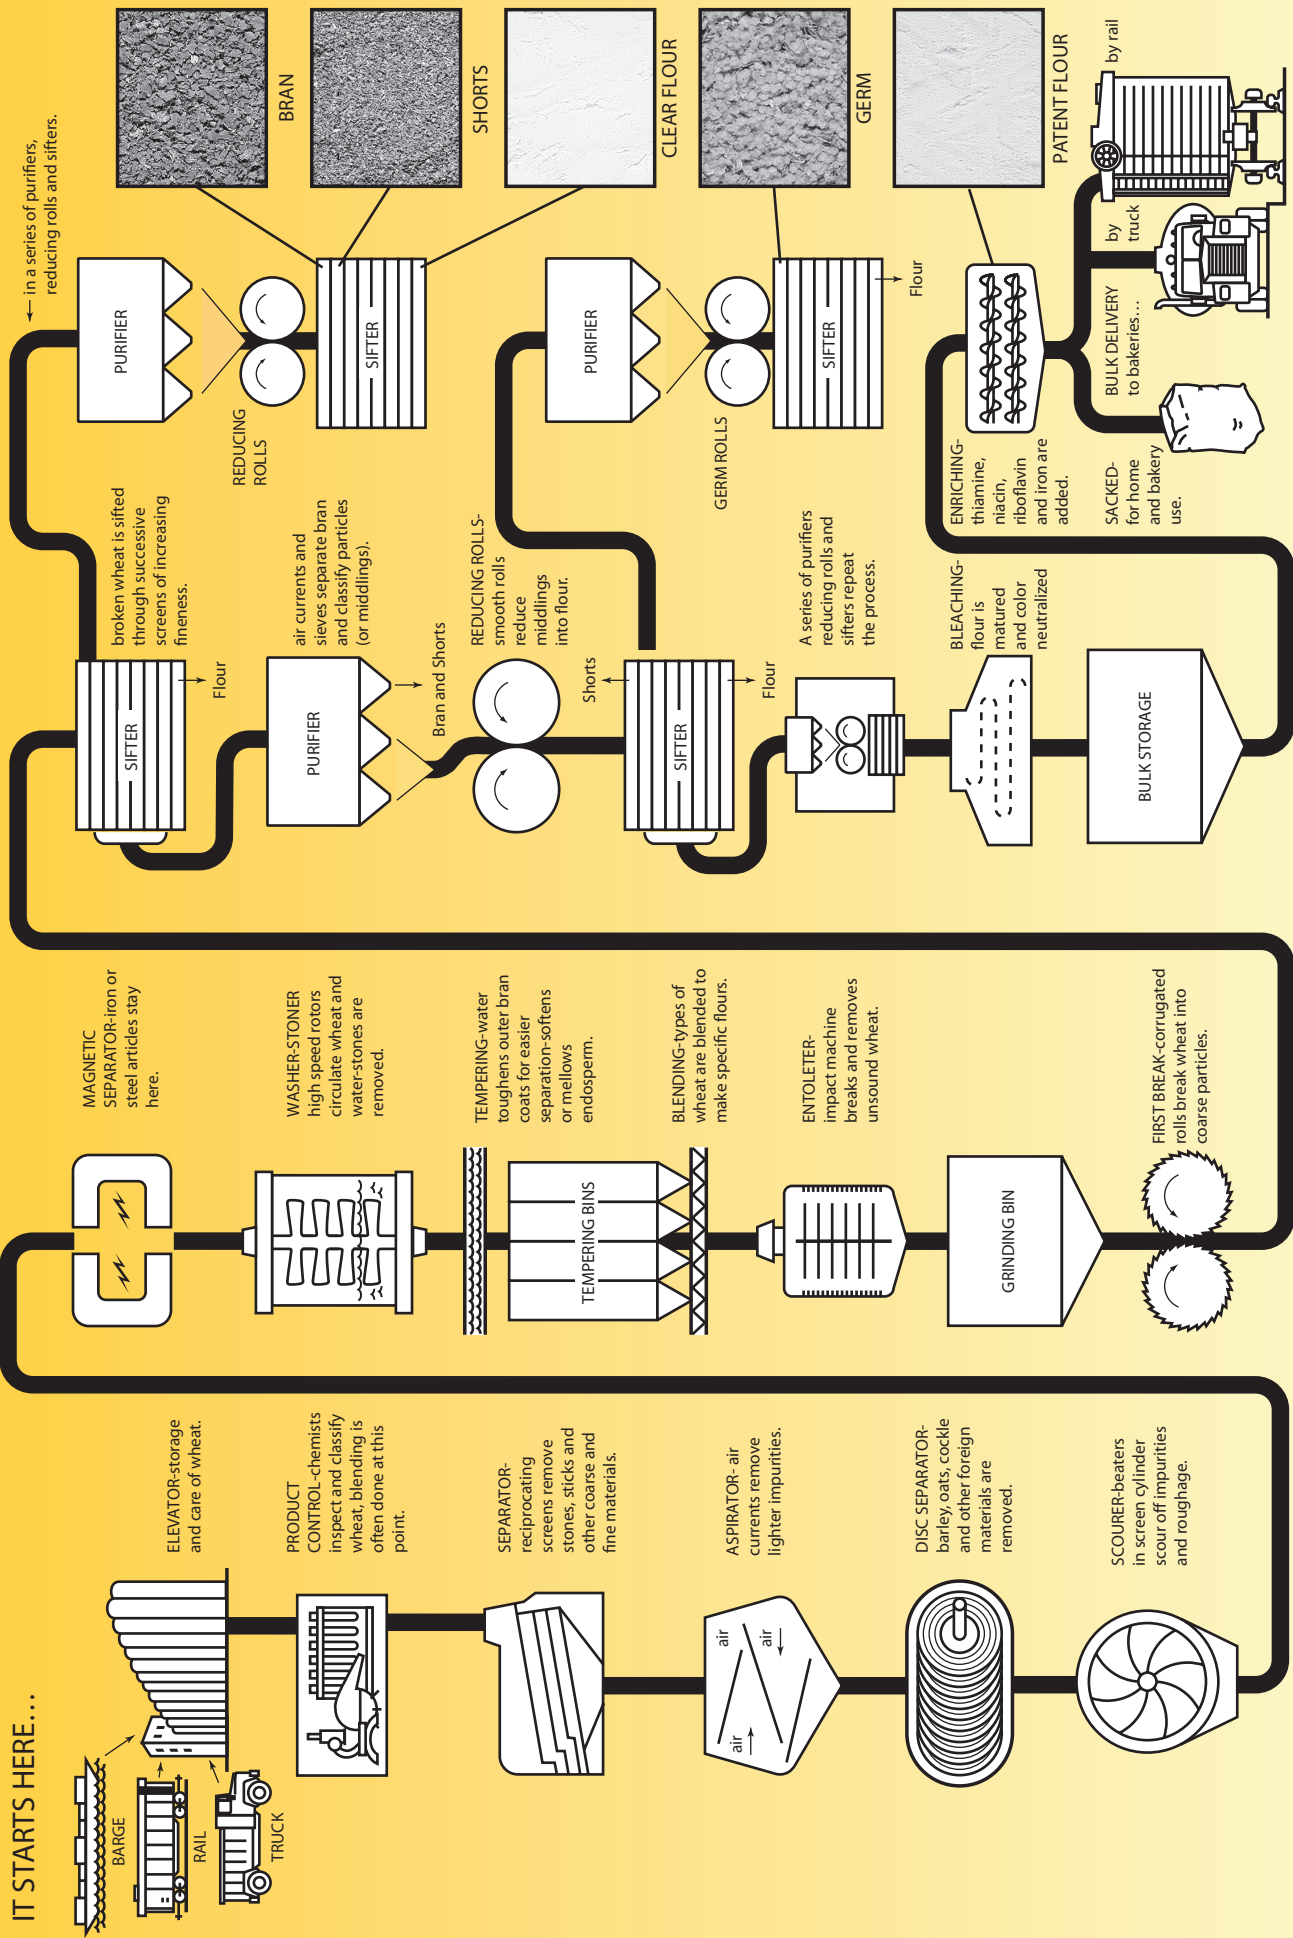 IT STARTS HERE...
BARGE
RAIL
TRUCK
ELEVATOR-storage
and care of wheat.
PRODUCT
CONTROL-chemists
inspect and classify
wheat, blending is
often done at this
point.
SEPARATOR-
reciprocating
screens remove
stones, sticks and
other coarse and
fine materials.
air
air
air
ASPIRATOR- air
currents remove
lighter impurities.
DISC SEPARATOR-
barley, oats, cockle
and other foreign
materials are
removed.
SCOURER-beaters
in screen cylinder
scour off impurities
and roughage.
MAGNETIC
SEPARATOR-iron or
steel articles stay
here.
WASHER-STONER
high speed rotors
circulate wheat and
water-stones are
removed.
TEMPERING-water
toughens outer bran
coats for easier
separation-softens
or mellows
endosperm.
TEMPERING BINS
BLENDING-types of
wheat are blended to
make specific flours.
ENTOLETER-
impact machine
breaks and removes
unsound wheat.
GRINDING BIN
FIRST BREAK-corrugated
rolls break wheat into
coarse particles.
SIFTER
Flour
broken wheat is sifted
through successive
screens of increasing
fineness.
PURIFIER
Bran and Shorts
air currents and
sieves separate bran
and classify particles
(or middlings).
REDUCING ROLLS-
smooth rolls
reduce
middlings
into flour.
Shorts
SIFTER
Flour
A series of purifiers
reducing rolls and
sifters repeat
the process.
BLEACHING-
flour is
matured
and color
neutralized
BULK STORAGE
in a series of purifiers,
reducing rolls and sifters.
PURIFIER
REDUCING
ROLLS
SIFTER
BRAN
SHORTS
CLEAR FLOUR
PURIFIER
GERM ROLLS
SIFTER
Flour
GERM
PATENT FLOUR
ENRICHING-
thiamine,
niacin,
riboflavin
and iron are
added.
SACKED-
for home
and bakery
use.
BULK DELIVERY
to bakeries...
by
truck
by rail